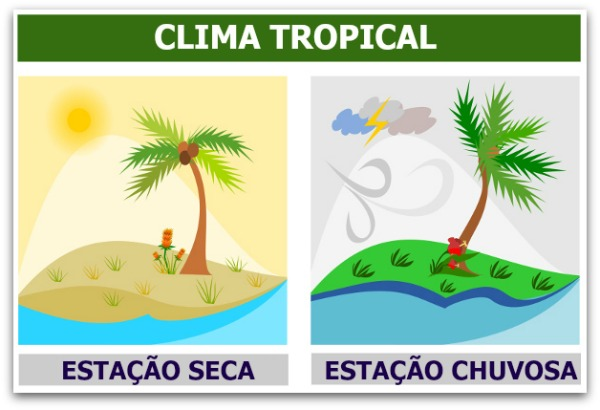 CLIMA TROPICAL
ESTAÇÃO SECA
ESTAÇÃO CHUVOSA